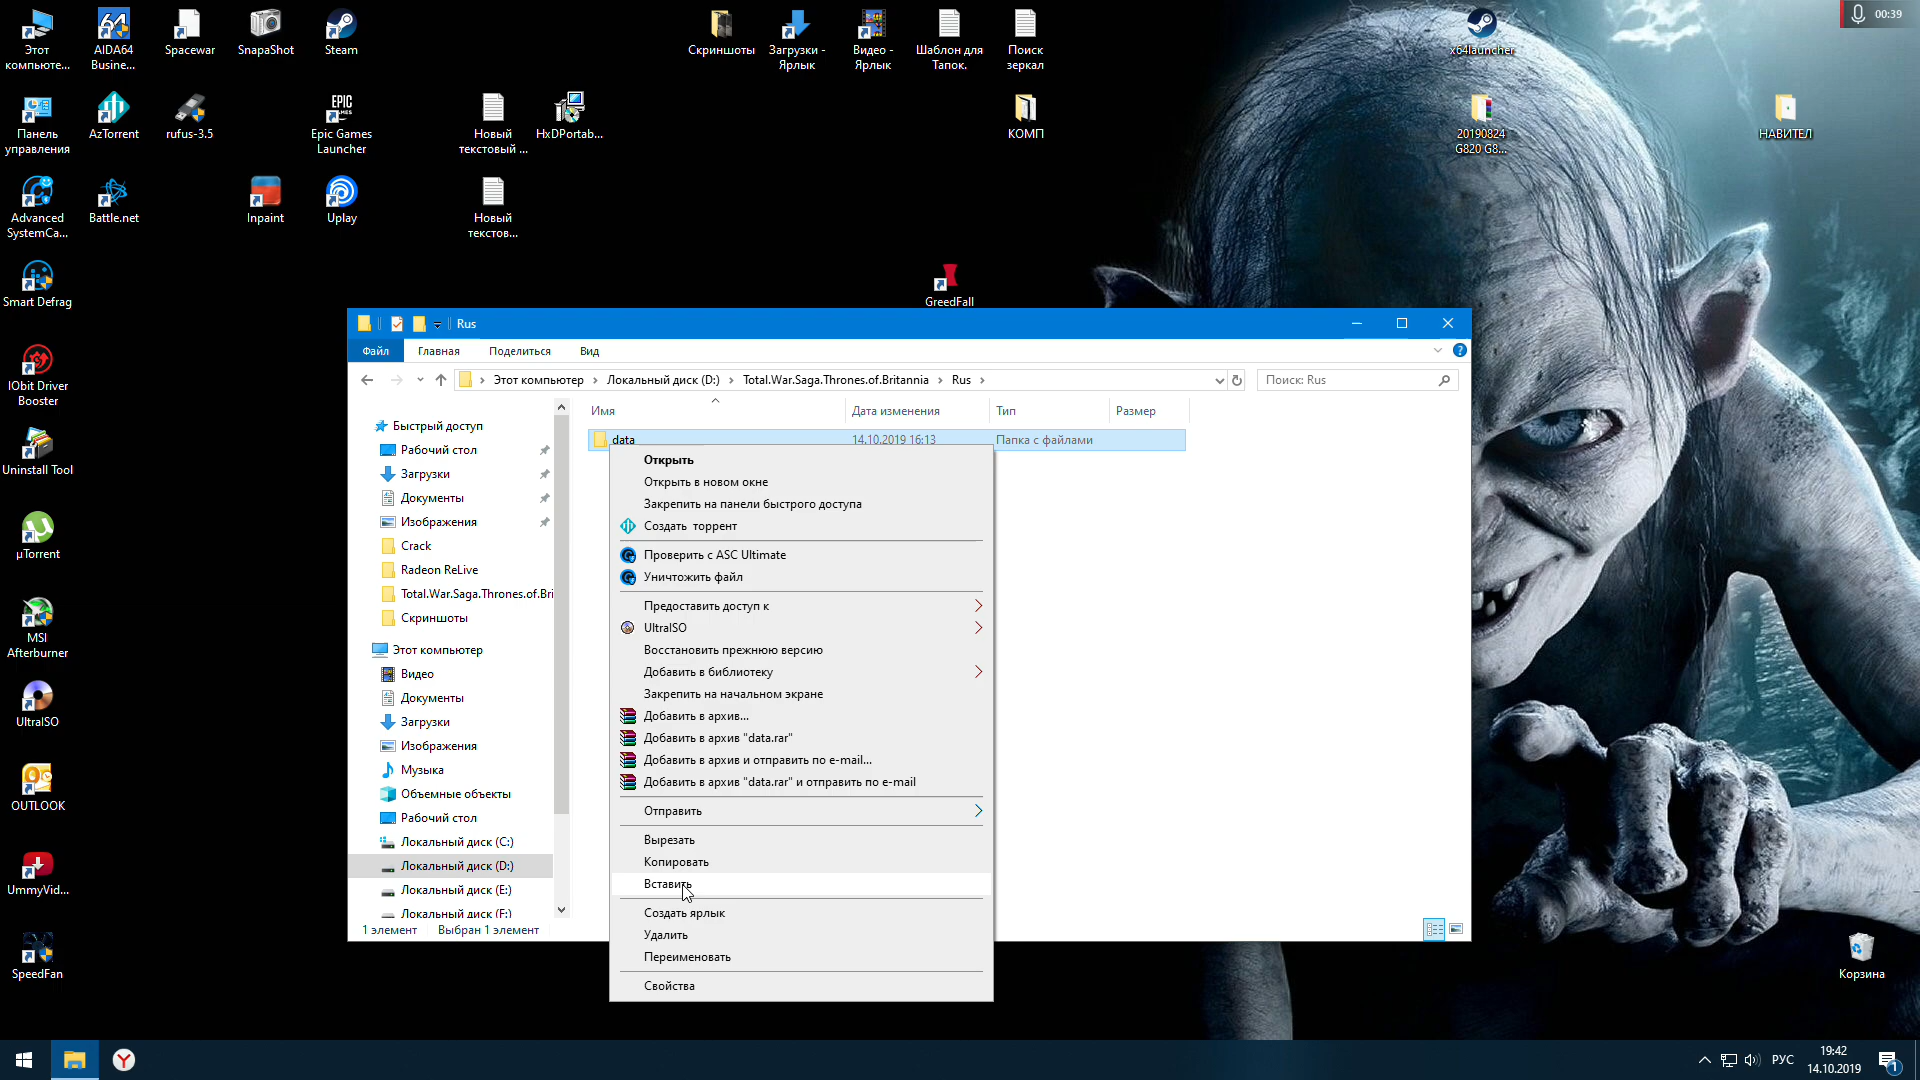 Этот
компьюте...
AIDA64
Busine...
Spacewar
SnapaShot
Steam
Скриншоты
Загрузки -
Ярлык
Видео -
Ярлык
Шаблон для
Тапок.
Поиск
зеркал
x64launcher
00:39
Панель
управления
AzTorrent
rufus-3.5
EPIC
GAMES
Epic Games
Launcher
Новый
текстовый ...
HxDPortab...
КОМП
20190824
G820 G8...
НАВИТЕЛ
Advanced
SystemCa...
Battle.net
Inpaint
Uplay
Новый
текстов...
Smart Defrag
GreedFall
IObit Driver
Booster
Uninstall Tool
µTorrent
MSI
Afterburner
UltraISO
OUTLOOK
UmmyVid...
SpeedFan
Корзина
Rus
Файл
Главная
Поделиться
Вид
Этот компьютер
Локальный диск (D:)
Total.War.Saga.Thrones.of.Britannia
Rus
Поиск: Rus
Имя
Дата изменения
Тип
Размер
data
14.10.2019 16:13
Папка с файлами
Быстрый доступ
Рабочий стол
Загрузки
Документы
Изображения
Crack
Radeon ReLive
Total.War.Saga.Thrones.of.Bri
Скриншоты
Этот компьютер
Видео
Документы
Загрузки
Изображения
Музыка
Объемные объекты
Рабочий стол
Локальный диск (C:)
Локальный диск (D:)
Локальный диск (E:)
Локальный диск (F:)
1 элемент
Выбран 1 элемент
Открыть
Открыть в новом окне
Закрепить на панели быстрого доступа
Создать торрент
Проверить с ASC Ultimate
Уничтожить файл
Предоставить доступ к
UltraISO
Восстановить прежнюю версию
Добавить в библиотеку
Закрепить на начальном экране
Добавить в архив...
Добавить в архив "data.rar"
Добавить в архив и отправить по e-mail...
Добавить в архив "data.rar" и отправить по e-mail
Отправить
Вырезать
Копировать
Вставить
Создать ярлык
Удалить
Переименовать
Свойства
РУС
19:42
14.10.2019
1